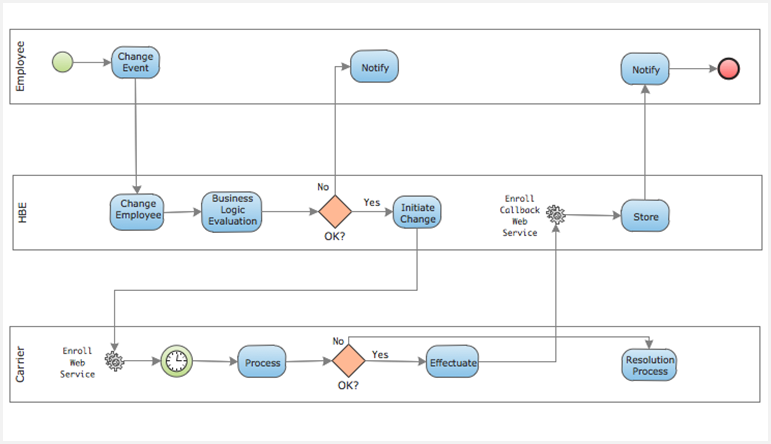 Employee
Change
Event
Notify
Notify
HBE
Change
Employee
Business
Logic
Evaluation
No
Yes
OK?
Initiate
Change
Enroll
Callback
Web
Service
Store
Carrier
Enroll
Web
Service
Process
No
Yes
OK?
Effectuate
Resolution
Process